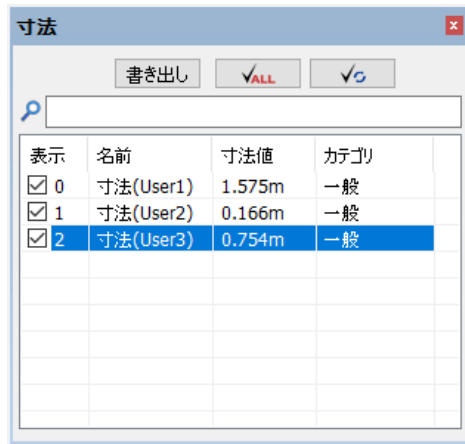 寸法
書き出し ALL
表示 名前 寸法値 カテゴリ
0 寸法(User1) 1.575m 一般
1 寸法(User2) 0.166m 一般
2 寸法(User3) 0.754m 一般